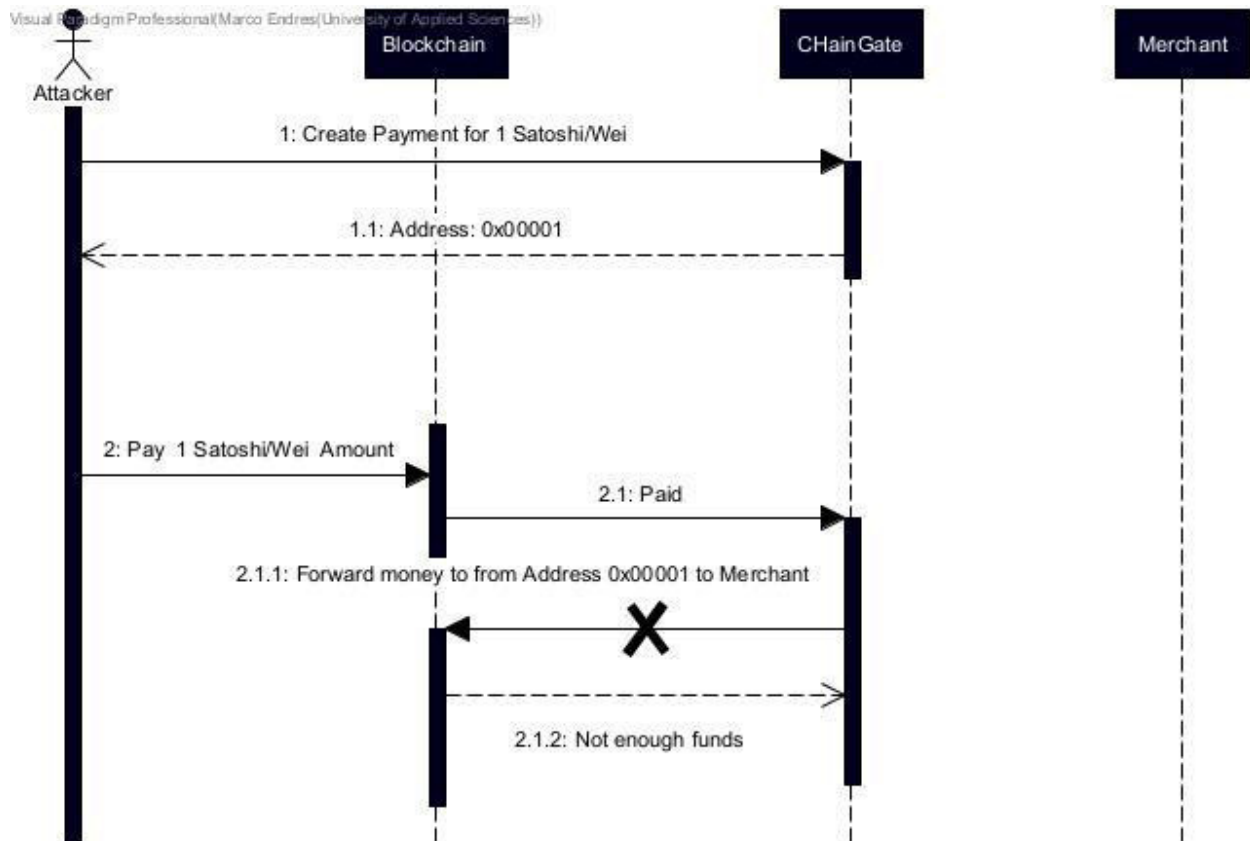 Visual Paradigm Professional(Marco Endres(University of Applied Sciences))
Attacker
Blockchain
CHainGate
Merchant
1: Create Payment for 1 Satoshi/Wei
1.1: Address: 0x00001
2: Pay 1 Satoshi/Wei Amount
2.1: Paid
2.1.1: Forward money to from Address 0x00001 to Merchant
2.1.2: Not enough funds